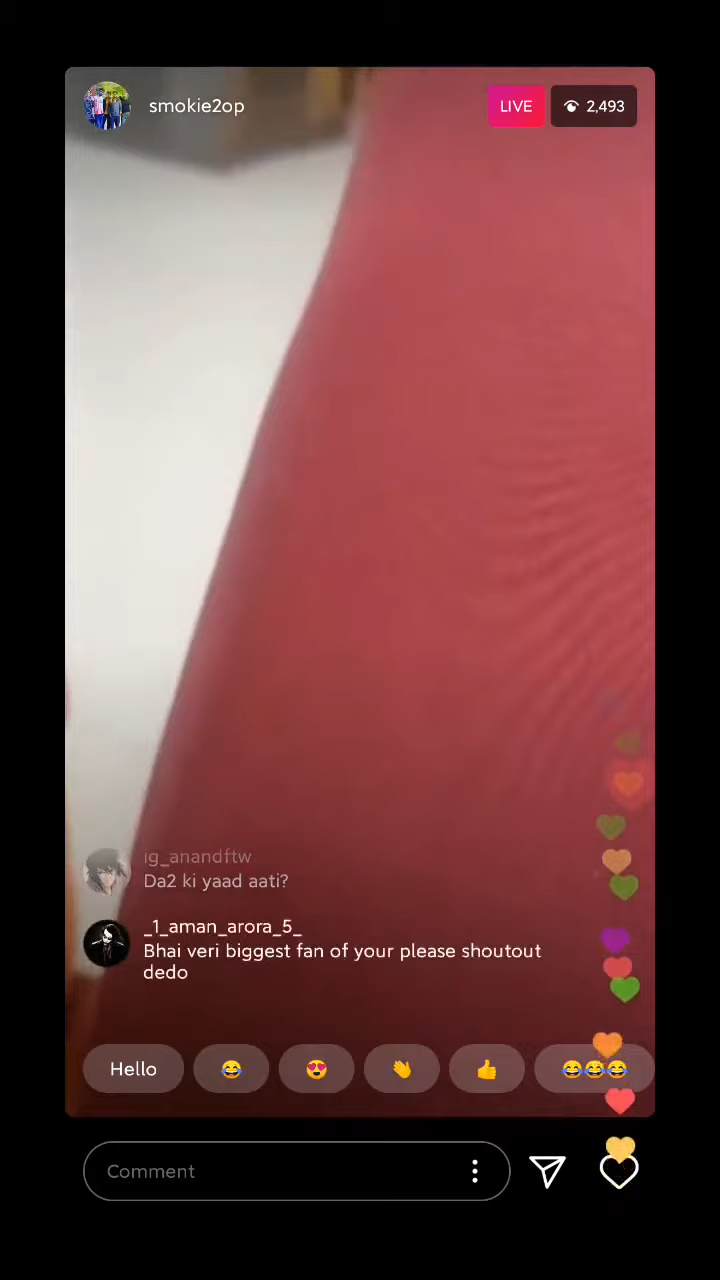 smokie2op
LIVE
2,493
ig_anandftw
Da2 ki yaad aati?
_1_aman_arora_5_
Bhai veri biggest fan of your please shoutout
dedo
Hello
Comment